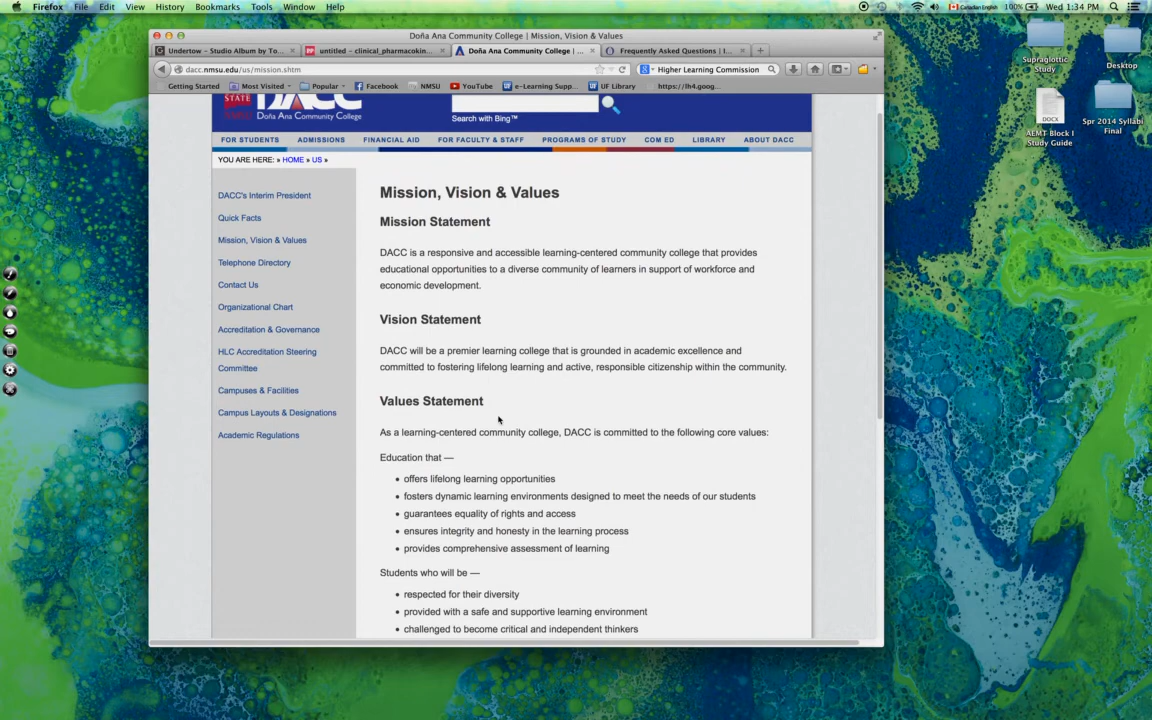 Firefox File Edit View History Bookmarks Tools Window Help Canadian English 100% Wed 1:34 PM
Doña Ana Community College | Mission, Vision & Values
Undertow – Studio Album by To... untitled – clinical_pharmacokin... Doña Ana Community College | ... Frequently Asked Questions | I...
dacc.nmsu.edu/us/mission.shtm Higher Learning Commission
Getting Started Most Visited Popular Facebook NMSU YouTube e-Learning Supp... UF Library https://lh4.goog...
STATE DACC
Doña Ana Community College
Search with Bing™
FOR STUDENTS ADMISSIONS FINANCIAL AID FOR FACULTY & STAFF PROGRAMS OF STUDY COM ED LIBRARY ABOUT DACC
YOU ARE HERE: » HOME » US »
DACC's Interim President
Quick Facts
Mission, Vision & Values
Telephone Directory
Contact Us
Organizational Chart
Accreditation & Governance
HLC Accreditation Steering
Committee
Campuses & Facilities
Campus Layouts & Designations
Academic Regulations
Mission, Vision & Values
Mission Statement
DACC is a responsive and accessible learning-centered community college that provides
educational opportunities to a diverse community of learners in support of workforce and
economic development.
Vision Statement
DACC will be a premier learning college that is grounded in academic excellence and
committed to fostering lifelong learning and active, responsible citizenship within the community.
Values Statement
As a learning-centered community college, DACC is committed to the following core values:
Education that —
• offers lifelong learning opportunities
• fosters dynamic learning environments designed to meet the needs of our students
• guarantees equality of rights and access
• ensures integrity and honesty in the learning process
• provides comprehensive assessment of learning
Students who will be —
• respected for their diversity
• provided with a safe and supportive learning environment
• challenged to become critical and independent thinkers
Supraglottic
Study
Desktop
DOCX
AEMT Block I
Study Guide
Spr 2014 Syllabi
Final